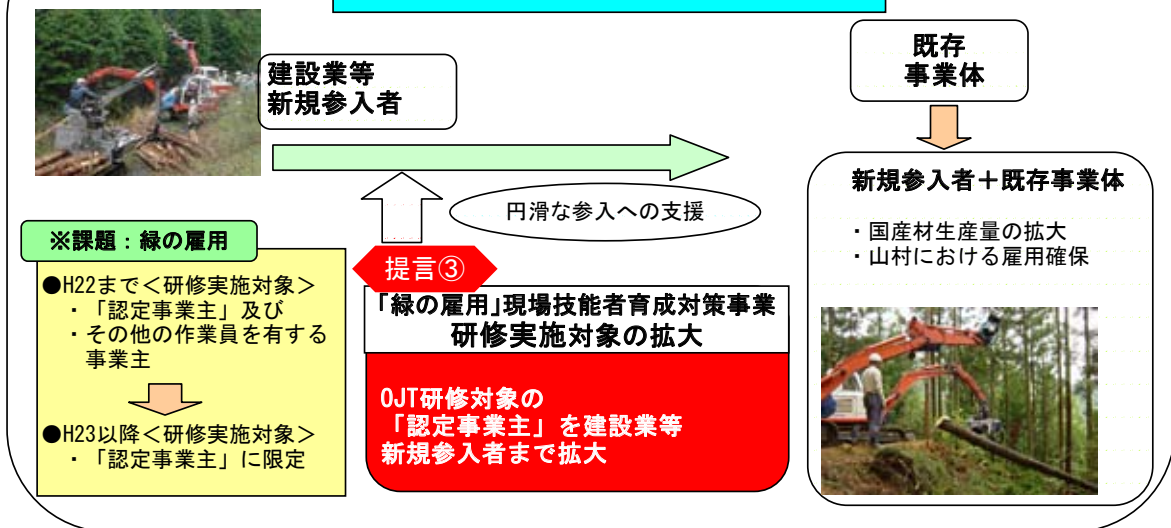 建設業等
新規参入者
既存
事業体
円滑な参入への支援
新規参入者＋既存事業体
・国産材生産量の拡大
・山村における雇用確保
※課題：緑の雇用
●H22まで＜研修実施対象＞
・「認定事業主」及び
・その他の作業員を有する
事業主
●H23以降＜研修実施対象＞
・「認定事業主」に限定
提言③
「緑の雇用」現場技能者育成対策事業
研修実施対象の拡大
OJT研修対象の
「認定事業主」を建設業等
新規参入者まで拡大